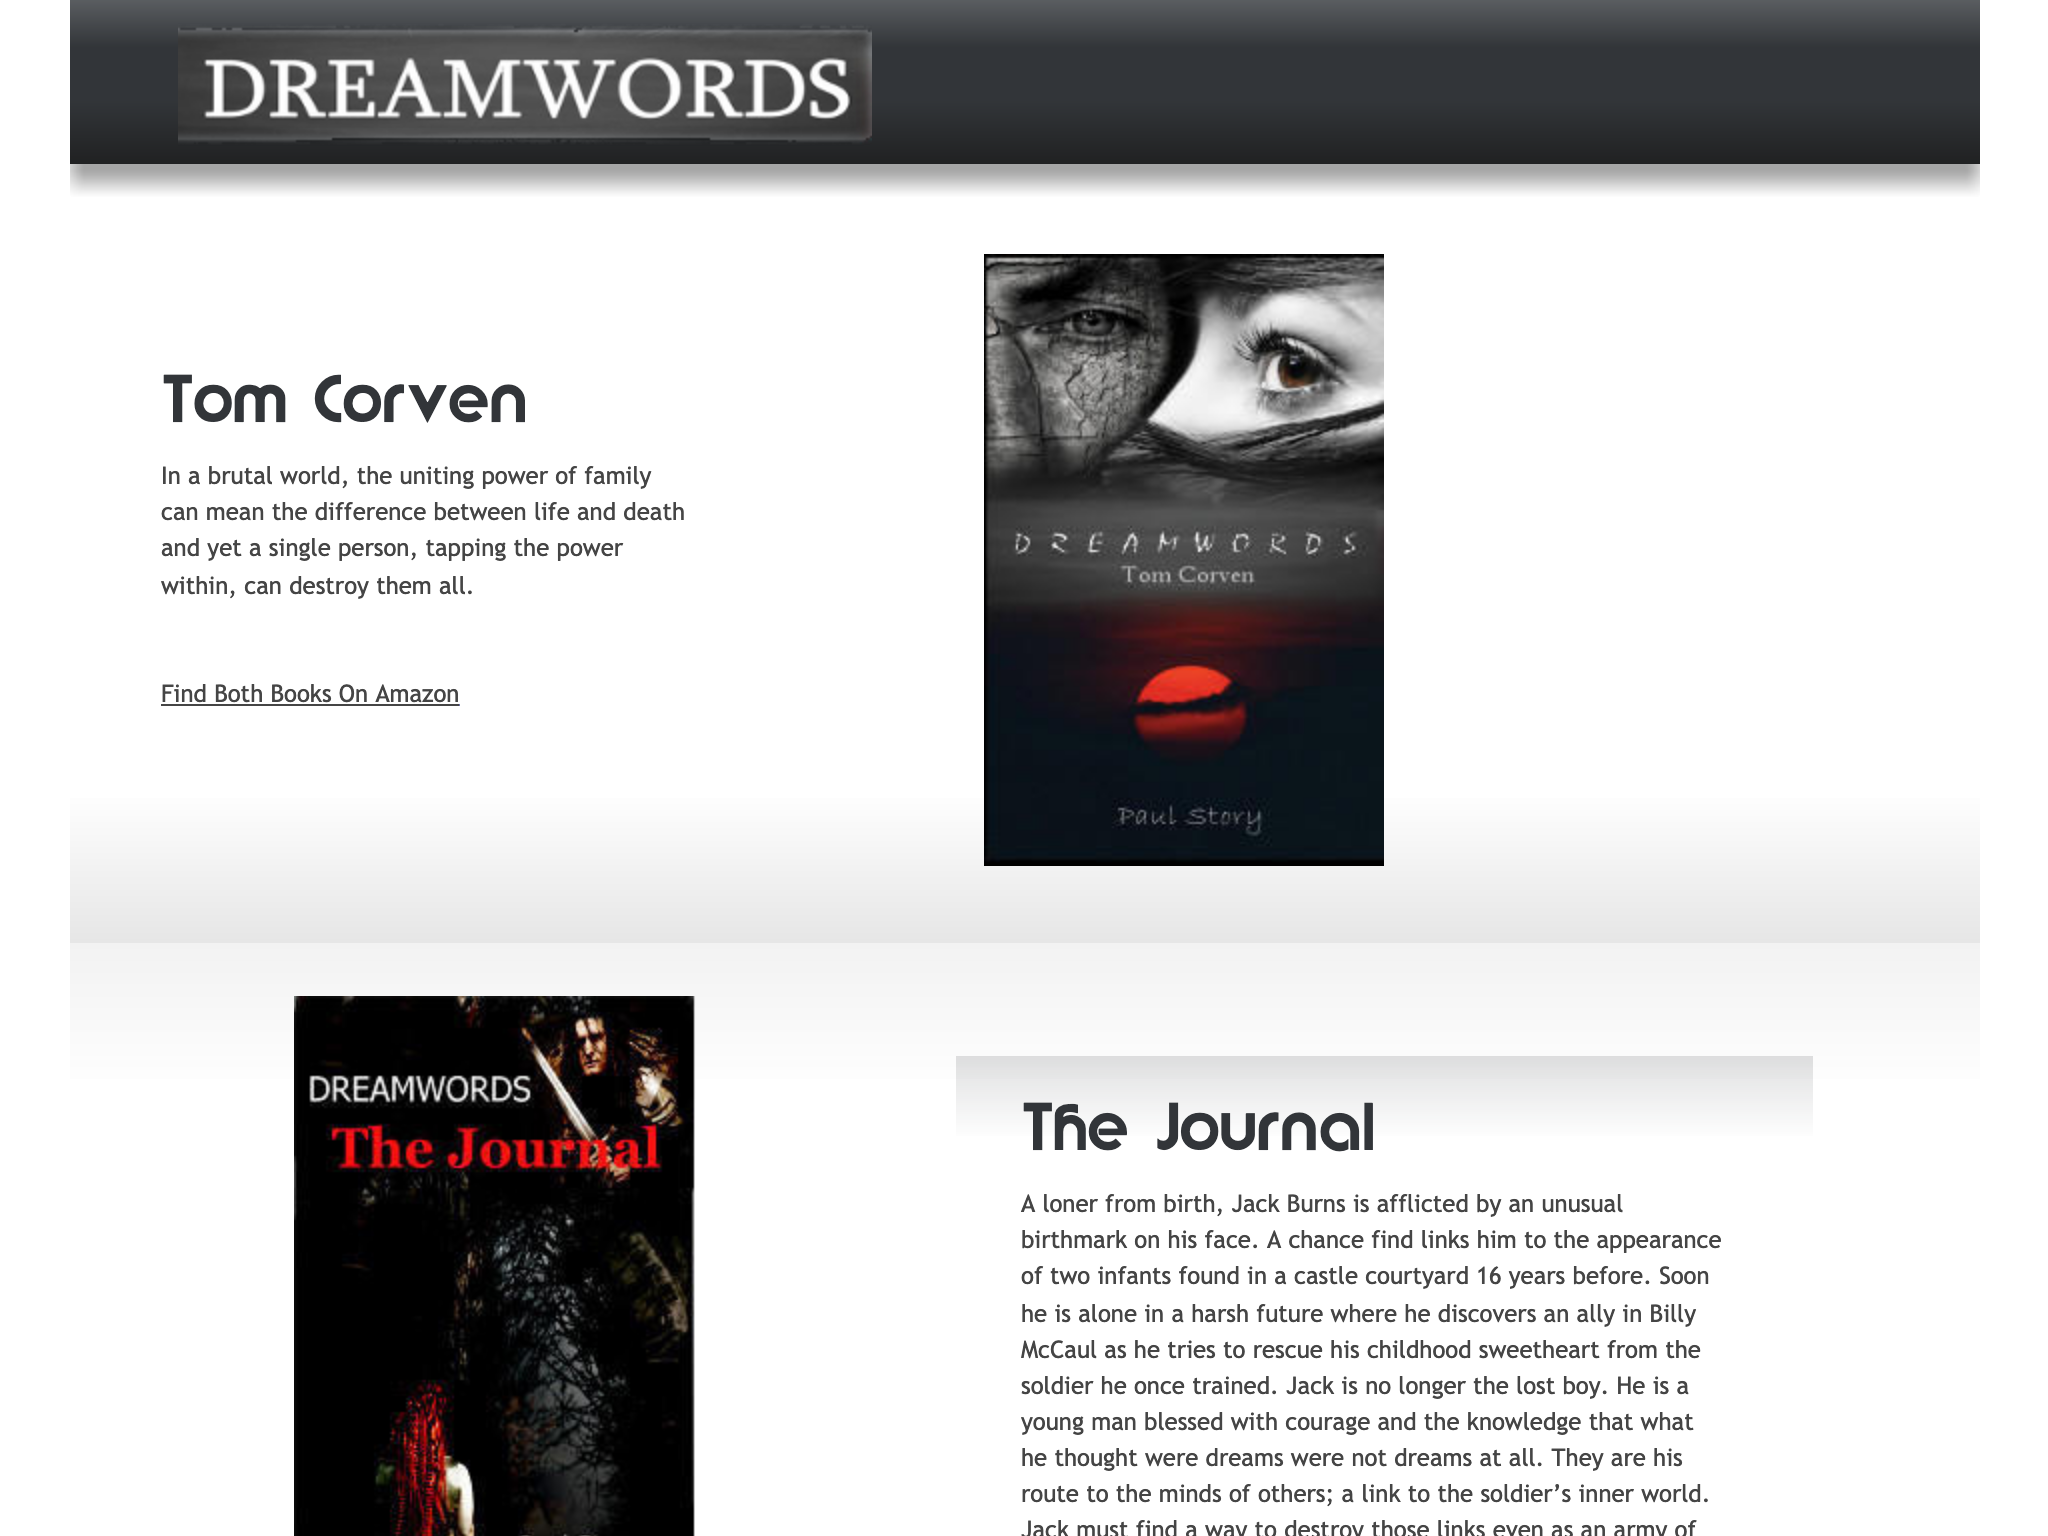 DREAMWORDS
Tom Corven
In a brutal world, the uniting power of family
can mean the difference between life and death
and yet a single person, tapping the power
within, can destroy them all.
Find Both Books On Amazon
DREAMWORDS
Tom Corven
Paul Story
DREAMWORDS
The Journal
The Journal
A loner from birth, Jack Burns is afflicted by an unusual
birthmark on his face. A chance find links him to the appearance
of two infants found in a castle courtyard 16 years before. Soon
he is alone in a harsh future where he discovers an ally in Billy
McCaul as he tries to rescue his childhood sweetheart from the
soldier he once trained. Jack is no longer the lost boy. He is a
young man blessed with courage and the knowledge that what
he thought were dreams were not dreams at all. They are his
route to the minds of others; a link to the soldier’s inner world.
Jack must find a way to destroy those links even as an army of